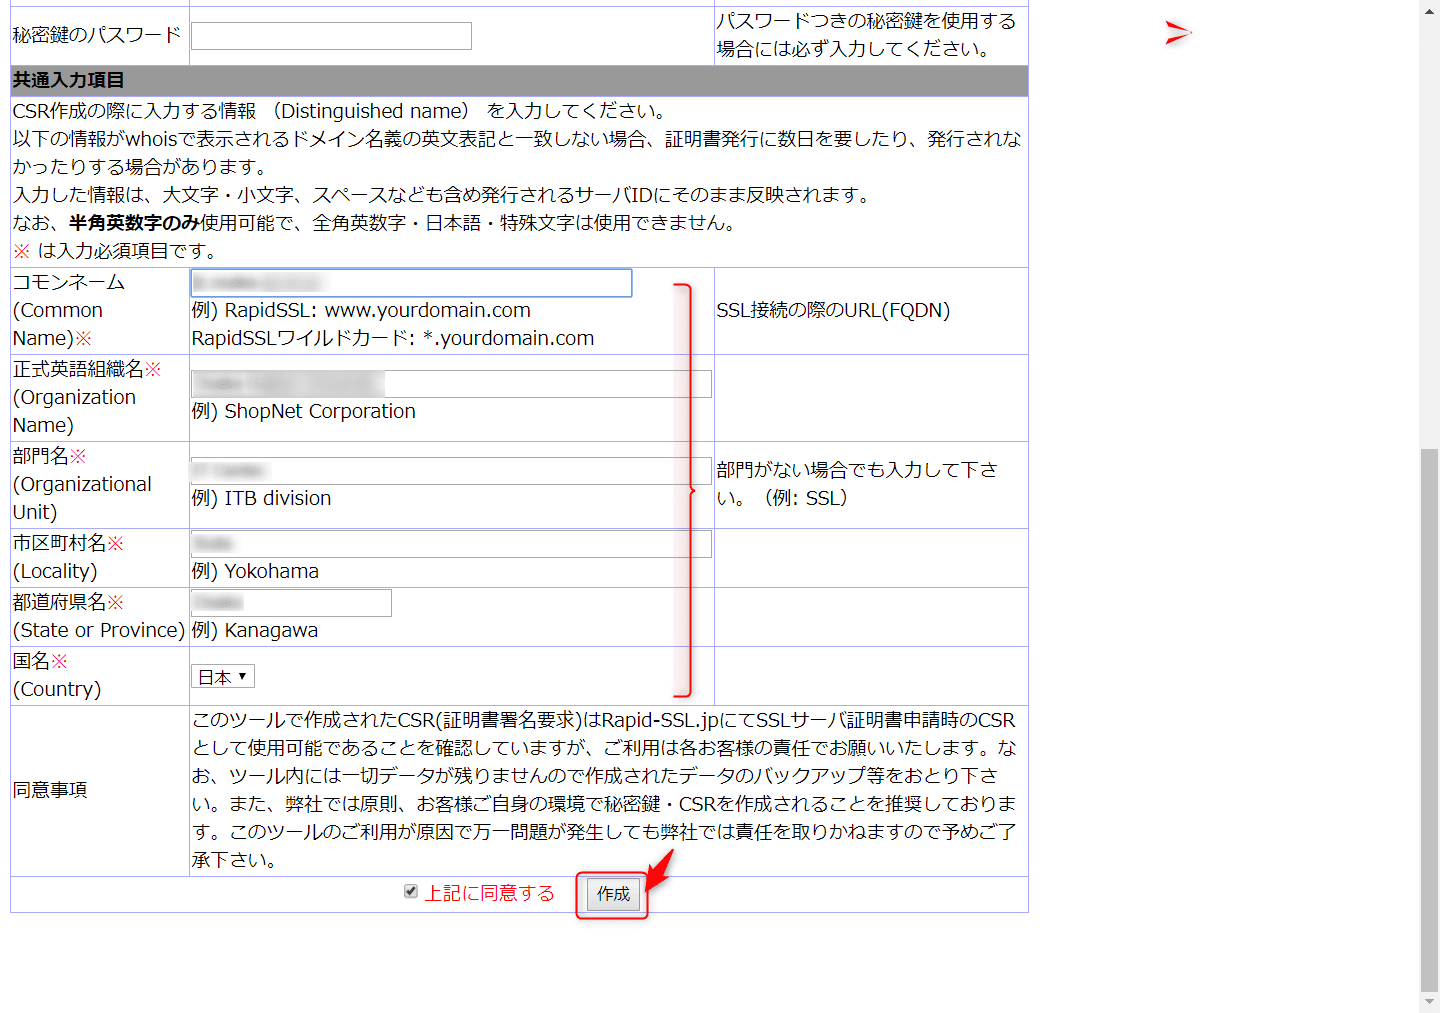 秘密鍵のパスワード
パスワードつきの秘密鍵を使用する
場合には必ず入力してください。
共通入力項目
CSR作成の際に入力する情報 （Distinguished name） を入力してください。
以下の情報がwhoisで表示されるドメイン名義の英文表記と一致しない場合、証明書発行に数日を要したり、発行されな
かったりする場合があります。
入力した情報は、大文字・小文字、スペースなども含め発行されるサーバIDにそのまま反映されます。
なお、半角英数字のみ使用可能で、全角英数字・日本語・特殊文字は使用できません。
※ は入力必須項目です。
コモンネーム
(Common
Name)※
例) RapidSSL: www.yourdomain.com
RapidSSLワイルドカード: *.yourdomain.com
SSL接続の際のURL(FQDN)
正式英語組織名※
(Organization
Name)
例) ShopNet Corporation
部門名※
(Organizational
Unit)
例) ITB division
部門がない場合でも入力して下さ
い。（例: SSL）
市区町村名※
(Locality)
例) Yokohama
都道府県名※
(State or Province)
例) Kanagawa
国名※
(Country)
日本
同意事項
このツールで作成されたCSR(証明書署名要求)はRapid-SSL.jpにてSSLサーバ証明書申請時のCSR
として使用可能であることを確認していますが、ご利用は各お客様の責任でお願いいたします。な
お、ツール内には一切データが残りませんので作成されたデータのバックアップ等をおとり下さ
い。また、弊社では原則、お客様ご自身の環境で秘密鍵・CSRを作成されることを推奨しておりま
す。このツールのご利用が原因で万一問題が発生しても弊社では責任を取りかねますので予めご了
承下さい。
上記に同意する
作成